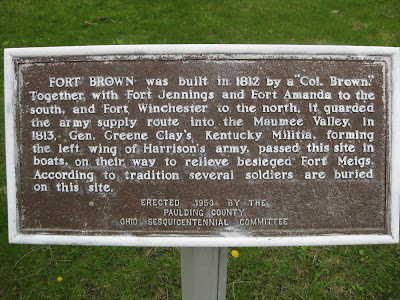 FORT BROWN was built in 1812 by a "Col. Brown."
Together with Fort Jennings and Fort Amanda to the
south, and Fort Winchester to the north, it guarded
the army supply route into the Maumee Valley. In
1813, Gen. Greene Clay's, Kentucky Militia, forming
the left wing of Harrison's army, passed this site in
boats, on their way to relieve besieged Fort Meigs.
According to tradition several soldiers are buried
on this site.
ERECTED 1953 BY THE
PAULDING COUNTY
OHIO SESQUICENTENNIAL COMMITTEE